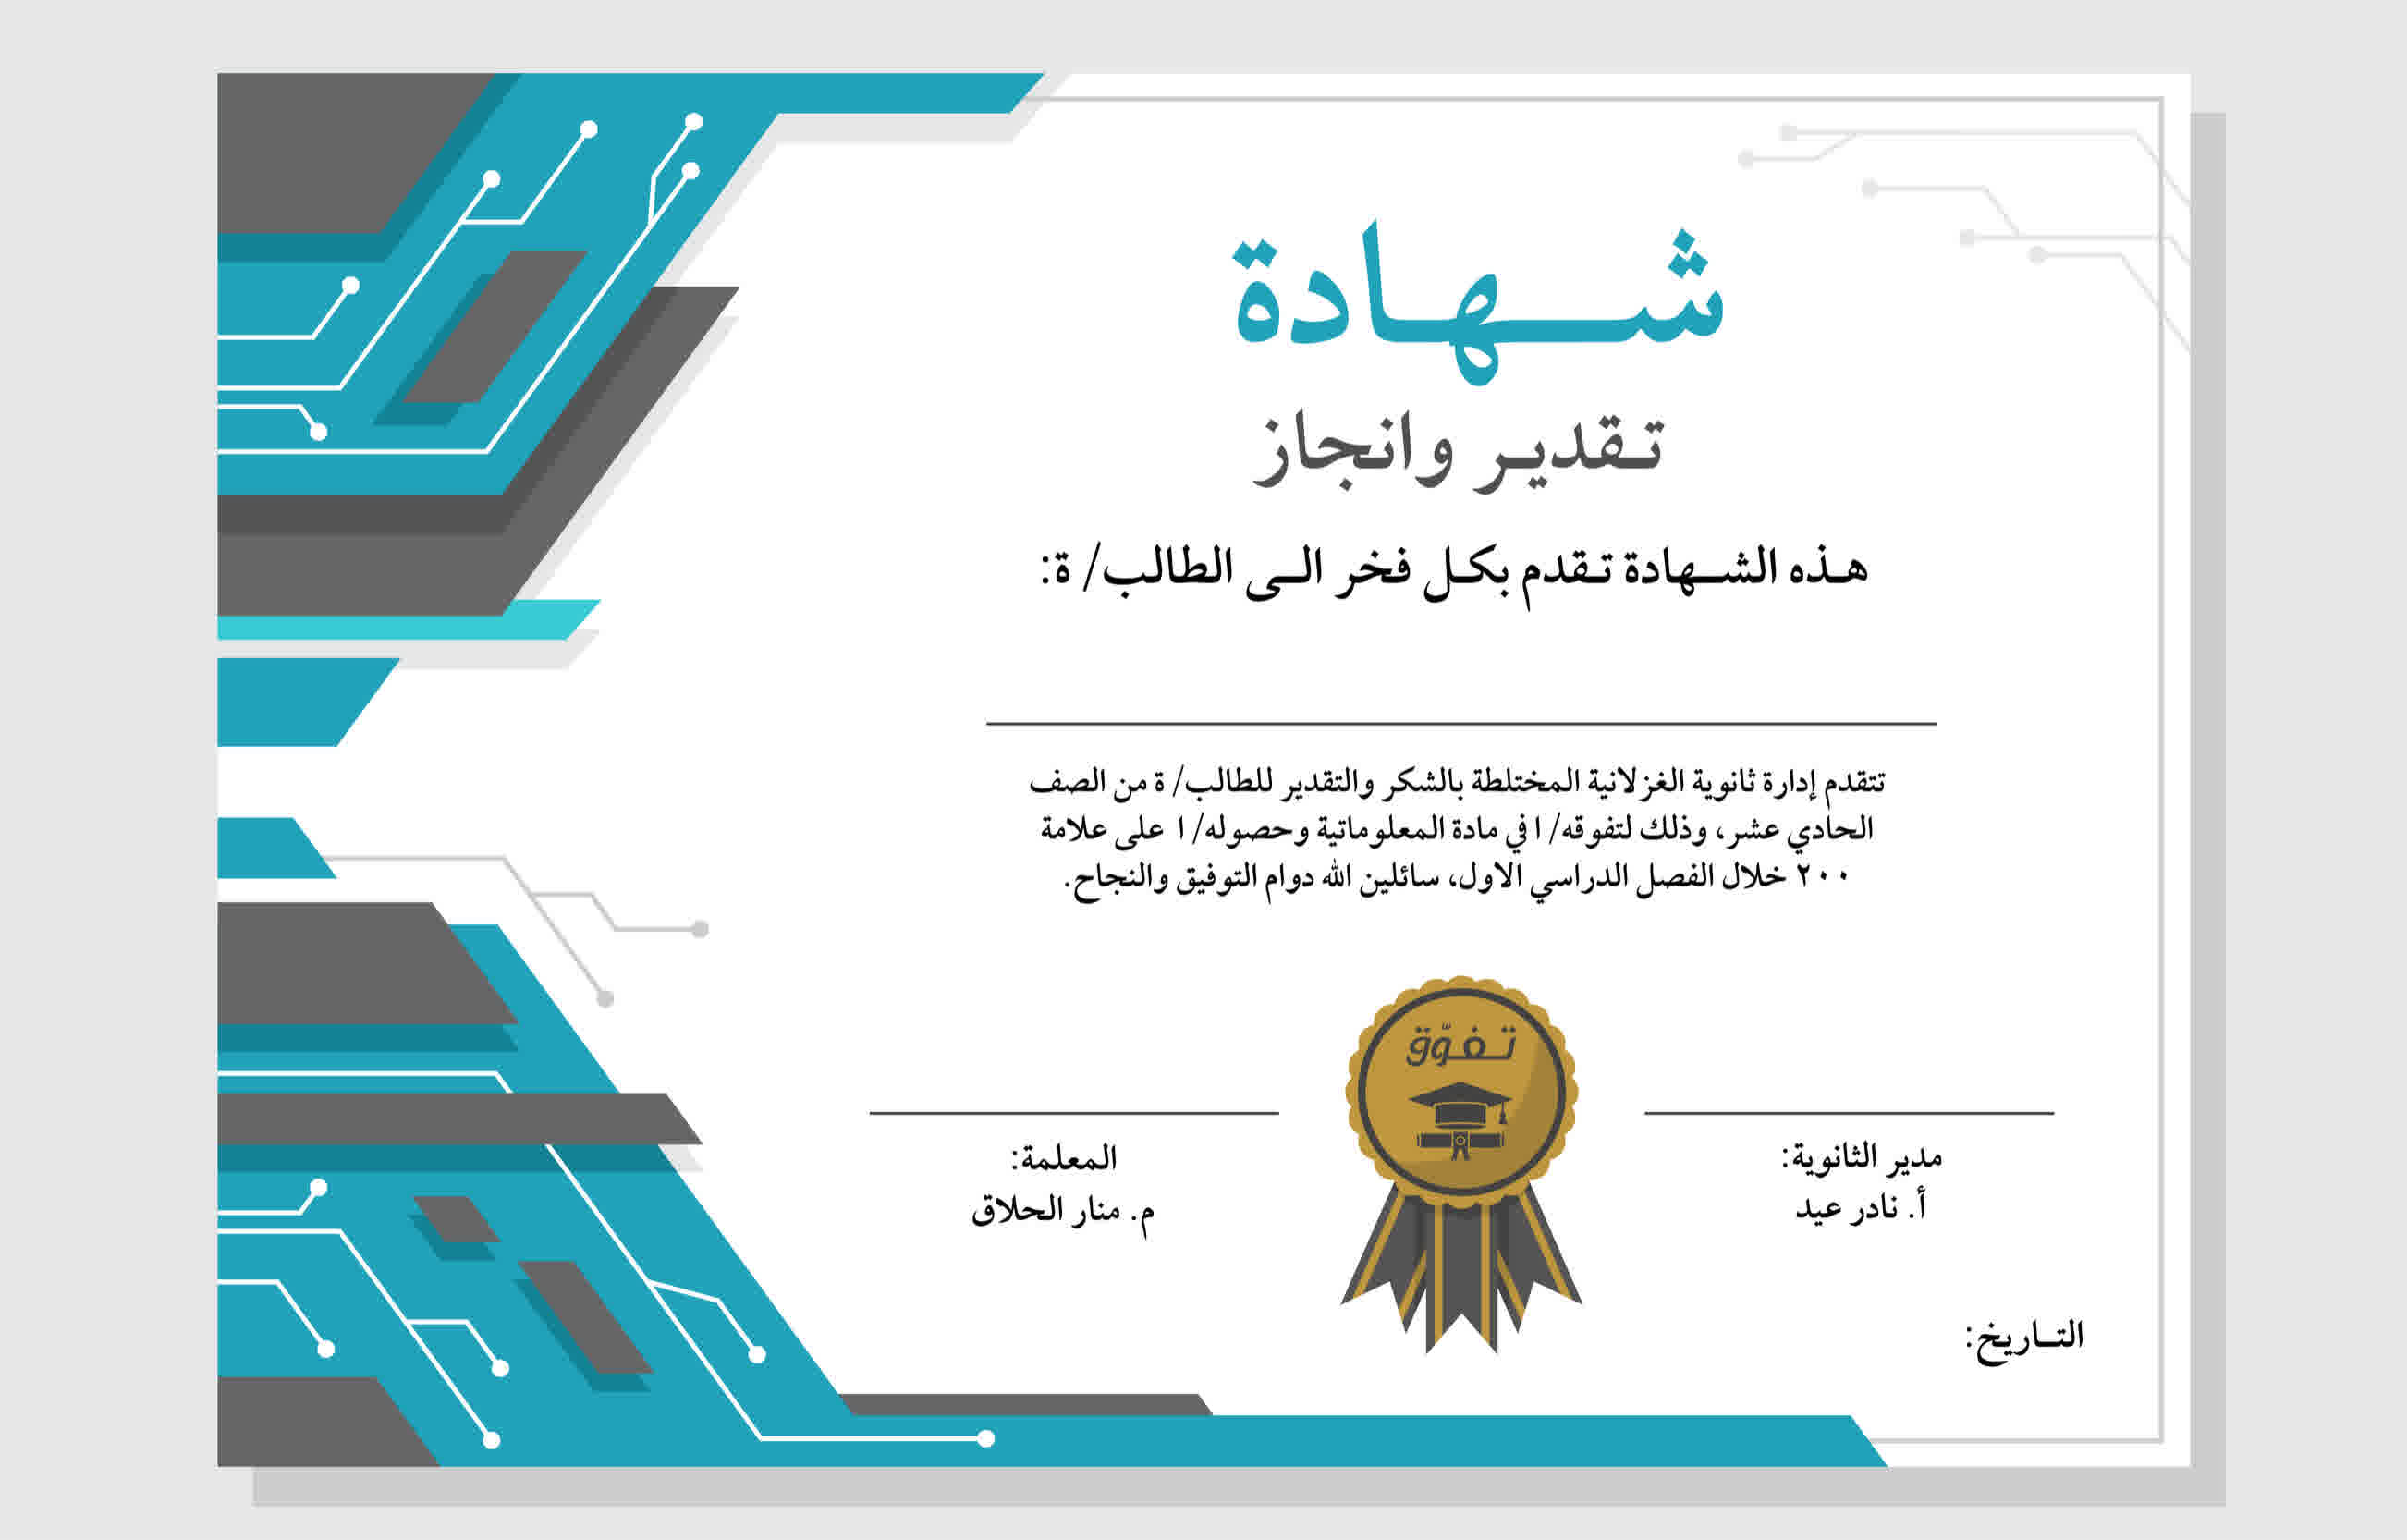 شهادة
تقدير وانجاز
هذه الشهادة تقدم بكل فخر الى الطالب/ ة:
تتقدم إدارة ثانوية الغزلانية المختلطة بالشكر والتقدير للطالب/ ة من الصف
الحادي عشر، وذلك لتفوقه/ ا في مادة المعلوماتية وحصوله/ ا على علامة
٢٠٠ خلال الفصل الدراسي الاول، سائلين الله دوام التوفيق والنجاح.
تفوّق
مدير الثانوية:
أ. نادر عيد
المعلمة:
م. منار الحلاق
التاريخ: